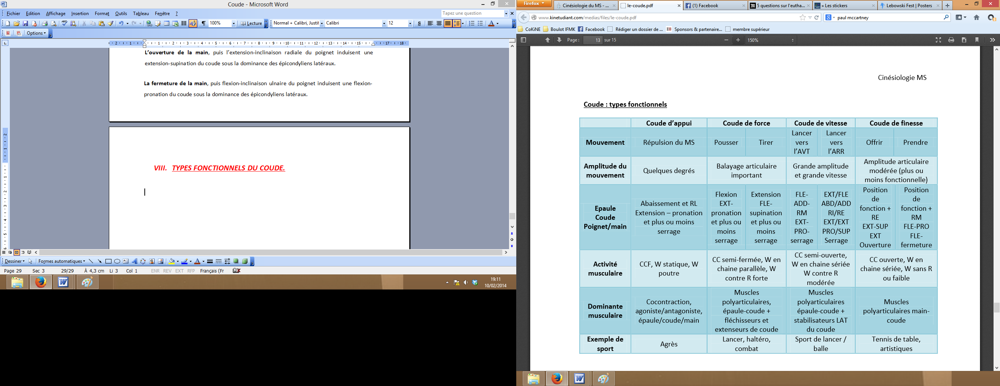 Coude - Microsoft Word
Fichier Edition Affichage Insertion Format Outils Tableau Fenêtre ?
Tapez une question
100% Lecture Normal + Calibri, Justif Calibri 12
Options
L'ouverture de la main, puis l'extension-inclinaison radiale du poignet induisent une
extension-supination du coude sous la dominance des épicondyliens latéraux.
La fermeture de la main, puis flexion-inclinaison ulnaire du poignet induisent une flexion-
pronation du coude sous la dominance des épicondyliens latéraux.
VIII. TYPES FONCTIONNELS DU COUDE.
Dessiner Formes automatiques
Page 29 Sec 3 29/29 À 4,3 cm Li 3 Col 1 ENR REV EXT RFP Français (Fr
19:11
10/02/2014
Firefox
Cinésiologie du MS - ... le-coude.pdf (1) Facebook 5 questions sur l'eutha... » Les stickers Lebowski Fest | Posters
www.kinetudiant.com/medias/files/le-coude.pdf
paul mccartney
CoKiNE Boulot IFMK Facebook Rédiger un dossier de ... Sponsors & partenaire... membre supérieur
Page : 13 sur 15 150%
Cinésiologie MS
Coude : types fonctionnels
Coude d'appui Coude de force Coude de vitesse Coude de finesse
Mouvement
Répulsion du MS
Pousser
Tirer
Lancer
vers
l'AVT
Lancer
vers
l'ARR
Offrir
Prendre
Amplitude du
mouvement
Quelques degrés
Balayage articulaire
important
Grande amplitude
et grande vitesse
Amplitude articulaire
modérée (plus ou
moins fonctionnelle)
Epaule
Coude
Poignet/main
Abaissement et RL
Extension – pronation
et plus ou moins
serrage
Flexion
EXT-
pronation
et plus ou
moins
serrage
Extension
FLE-
supination
et plus ou
moins
serrage
FLE-
ADD-
RM
EXT-
PRO-
serrage
EXT/FLE
ABD/ADD
RI/RE
EXT/EXT
PRO/SUP
Serrage
Position
de
fonction +
RE
EXT-SUP
EXT
Ouverture
Position
de
fonction +
RM
FLE-PRO
FLE-
fermeture
Activité
musculaire
CCF, W statique, W
poutre
CC semi-fermée, W en
chaine parallèle, W
contre R forte
CC semi-ouverte,
W en chaine sériée
W contre R
modérée
CC ouverte, W en
chaine sériée, W sans R
ou faible
Dominante
musculaire
Cocontraction,
agoniste/antagoniste,
épaule/coude/main
Muscles
polyarticulaires,
épaule-coude +
fléchisseurs et
extenseurs de coude
Muscles
polyarticulaires
épaule-coude +
stabilisateurs LAT
du coude
Muscles
polyarticulaires main-
coude
Exemple de
sport
Agrès
Lancer, haltéro,
combat
Sport de lancer /
balle
Tennis de table,
artistiques